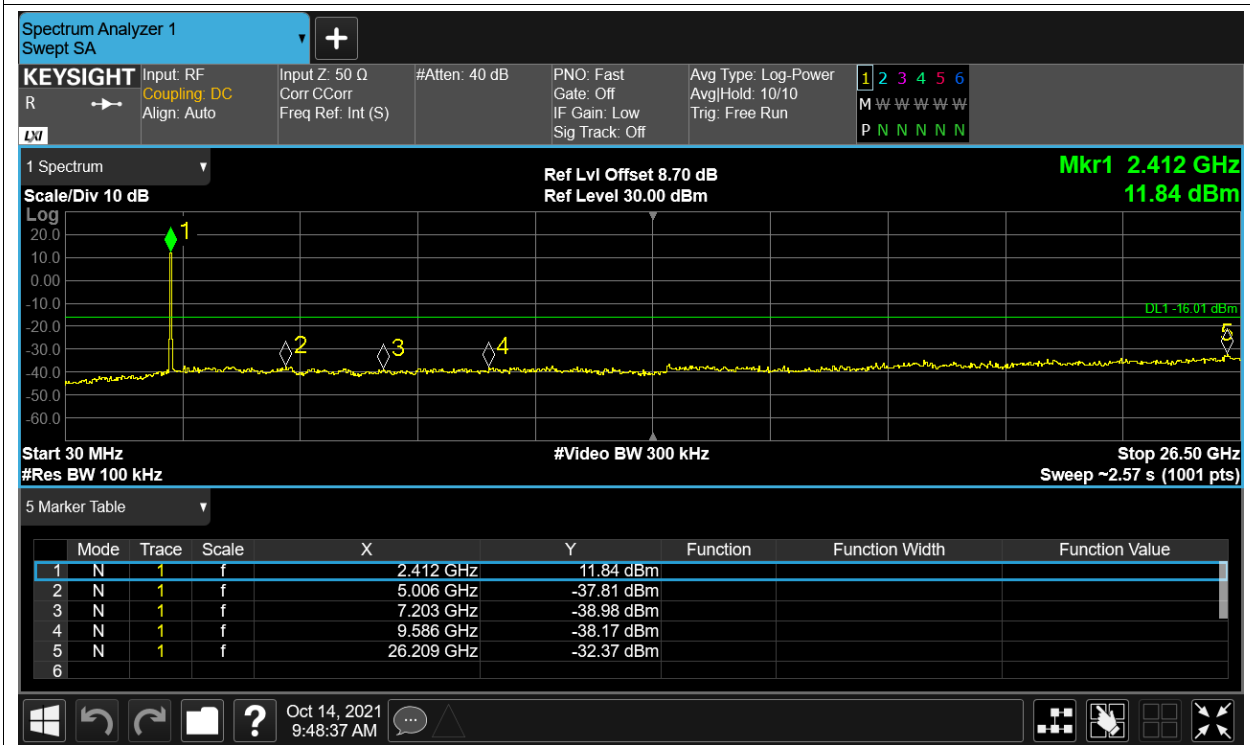 Spectrum Analyzer 1
Swept SA
KEYSIGHT Input: RF Input Z: 50 Ω #Atten: 40 dB PNO: Fast Avg Type: Log-Power 1 2 3 4 5 6
R Coupling: DC Corr CCorr Gate: Off Avg|Hold: 10/10 M W W W W W
Align: Auto Freq Ref: Int (S) IF Gain: Low Trig: Free Run
LXI Sig Track: Off P N N N N N
1 Spectrum Ref Lvl Offset 8.70 dB Mkr1 2.412 GHz
Scale/Div 10 dB Ref Level 30.00 dBm 11.84 dBm
Log
20.0 1
10.0
0.00
-10.0 DL1 -16.01 dBm
-20.0
-30.0 2 3 4 5
-40.0
-50.0
-60.0
Start 30 MHz #Video BW 300 kHz Stop 26.50 GHz
#Res BW 100 kHz Sweep ~2.57 s (1001 pts)
5 Marker Table
Mode Trace Scale X Y Function Function Width Function Value
1 N 1 f 2.412 GHz 11.84 dBm
2 N 1 f 5.006 GHz -37.81 dBm
3 N 1 f 7.203 GHz -38.98 dBm
4 N 1 f 9.586 GHz -38.17 dBm
5 N 1 f 26.209 GHz -32.37 dBm
6
? Oct 14, 2021
9:48:37 AM